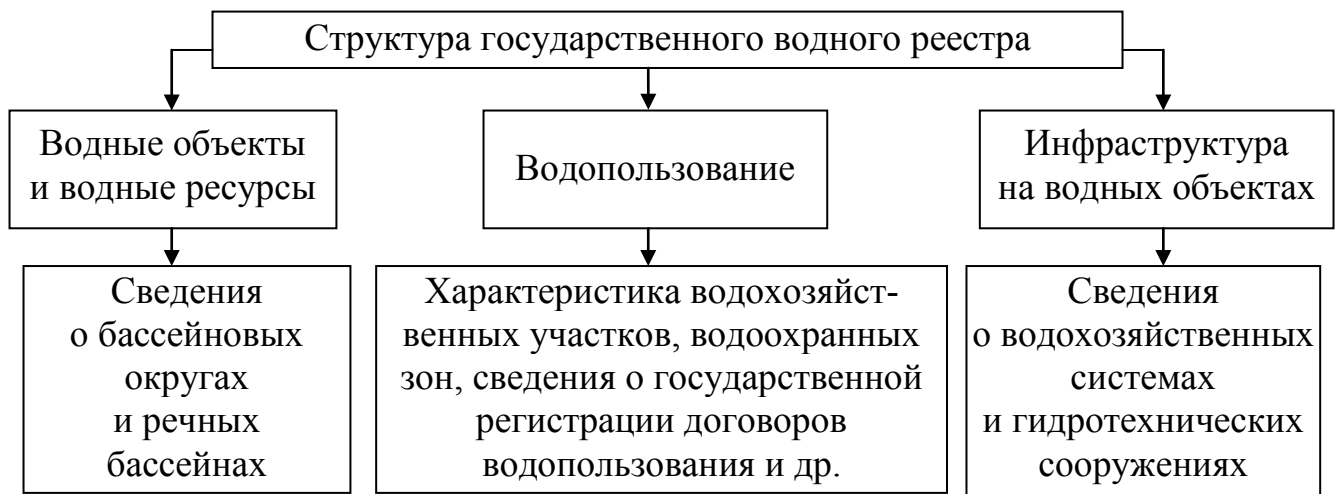 Структура государственного водного реестра
Водные объекты
и водные ресурсы
Водопользование
Инфраструктура
на водных объектах
Сведения
о бассейновых
округах
и речных
бассейнах
Характеристика водохозяйст-
венных участков, водоохранных
зон, сведения о государственной
регистрации договоров
водопользования и др.
Сведения
о водохозяйственных
системах
и гидротехнических
сооружениях